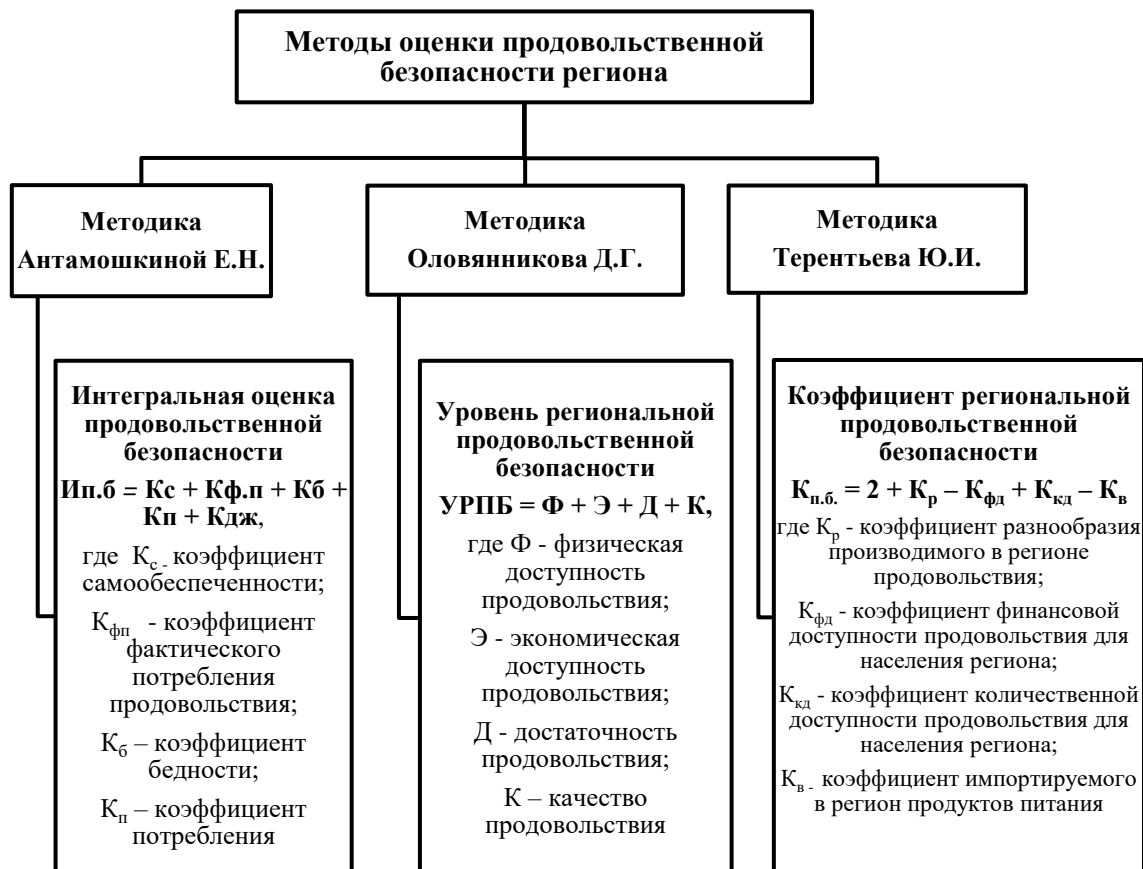 Методы оценки продовольственной
безопасности региона
Методика
Антамошкиной Е.Н.
Методика
Оловянникова Д.Г.
Методика
Терентьева Ю.И.
Интегральная оценка
продовольственной
безопасности
Ип.б = Кс + Кф.п + Кб +
Кп + Кдж,
где Кс - коэффициент
самообеспеченности;
Кфп - коэффициент
фактического
потребления
продовольствия;
Кб – коэффициент
бедности;
Кп – коэффициент
потребления
Уровень региональной
продовольственной
безопасности
УРПБ = Ф + Э + Д + К,
где Ф - физическая
доступность
продовольствия;
Э - экономическая
доступность
продовольствия;
Д - достаточность
продовольствия;
К – качество
продовольствия
Коэффициент региональной
продовольственной
безопасности
Кп.б. = 2 + Кр – Кфд + Ккд – Кв
где Кр - коэффициент разнообразия
производимого в регионе
продовольствия;
Кфд - коэффициент финансовой
доступности продовольствия для
населения региона;
Ккд - коэффициент количественной
доступности продовольствия для
населения региона;
Кв - коэффициент импортируемого
в регион продуктов питания